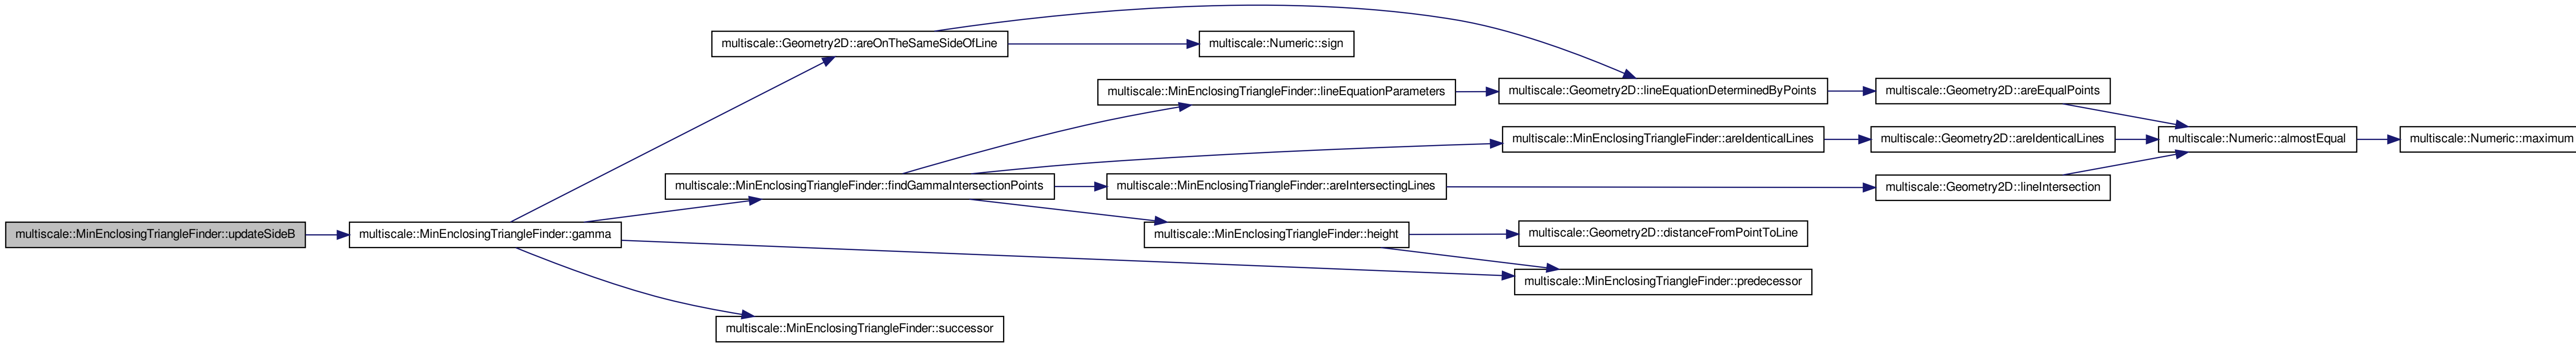 multiscale::MinEnclosingTriangleFinder::updateSideB
multiscale::MinEnclosingTriangleFinder::gamma
multiscale::Geometry2D::areOnTheSameSideOfLine
multiscale::MinEnclosingTriangleFinder::findGammaIntersectionPoints
multiscale::MinEnclosingTriangleFinder::successor
multiscale::Numeric::sign
multiscale::MinEnclosingTriangleFinder::lineEquationParameters
multiscale::MinEnclosingTriangleFinder::areIntersectingLines
multiscale::MinEnclosingTriangleFinder::height
multiscale::Geometry2D::lineEquationDeterminedByPoints
multiscale::MinEnclosingTriangleFinder::areIdenticalLines
multiscale::Geometry2D::distanceFromPointToLine
multiscale::MinEnclosingTriangleFinder::predecessor
multiscale::Geometry2D::areEqualPoints
multiscale::Geometry2D::areIdenticalLines
multiscale::Geometry2D::lineIntersection
multiscale::Numeric::almostEqual
multiscale::Numeric::maximum